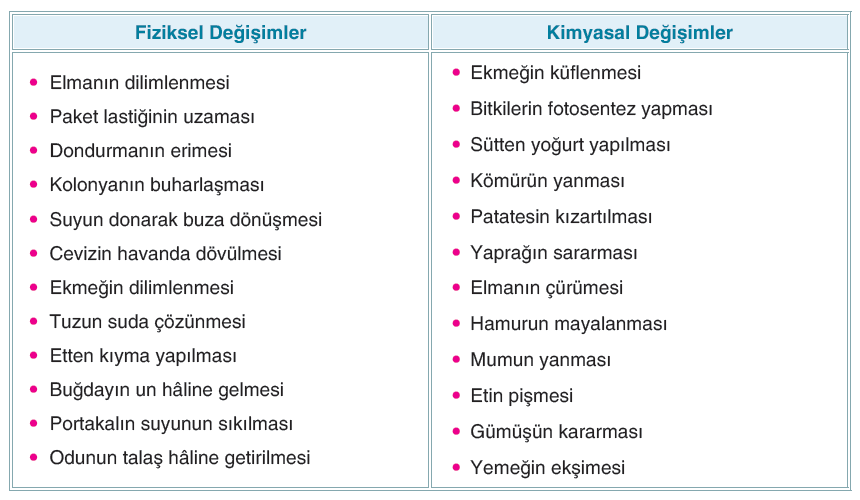 Fiziksel Değişimler
• Elmanın dilimlenmesi
• Paket lastiğinin uzaması
• Dondurmanın erimesi
• Kolonyanın buharlaşması
• Suyun donarak buza dönüşmesi
• Cevizin havanda dövülmesi
• Ekmeğin dilimlenmesi
• Tuzun suda çözünmesi
• Etten kıyma yapılması
• Buğdayın un hâline gelmesi
• Portakalın suyunun sıkılması
• Odunun talaş hâline getirilmesi
Kimyasal Değişimler
• Ekmeğin küflenmesi
• Bitkilerin fotosentez yapması
• Sütten yoğurt yapılması
• Kömürün yanması
• Patatesin kızartılması
• Yaprağın sararması
• Elmanın çürümesi
• Hamurun mayalanması
• Mumun yanması
• Etin pişmesi
• Gümüşün kararması
• Yemeğin ekşimesi